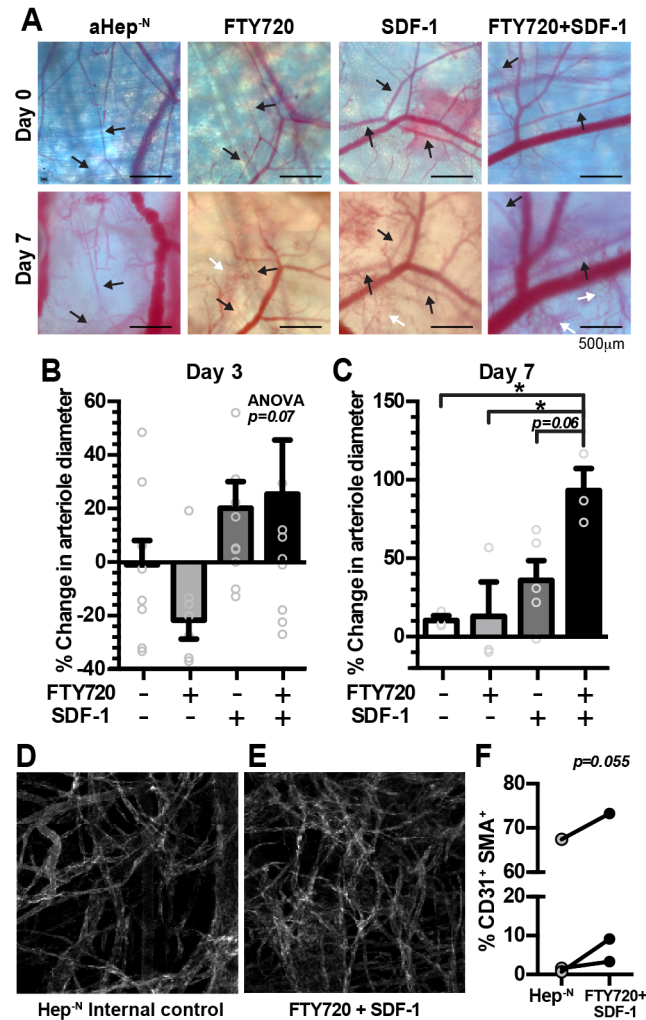 A
aHep-N FTY720 SDF-1 FTY720+SDF-1
Day 0
Day 7
500μm
B Day 3
C Day 7
ANOVA
p=0.07
* 
*
p=0.06
% Change in arteriole diameter
60
40
20
0
-20
-40
% Change in arteriole diameter
150
100
50
0
FTY720 - + - +
SDF-1 - - + +
FTY720 - + - +
SDF-1 - - + +
D E F
p=0.055
% CD31+ SMA+
80
70
60
20
10
0
Hep-N FTY720+
SDF-1
Hep-N Internal control
FTY720 + SDF-1